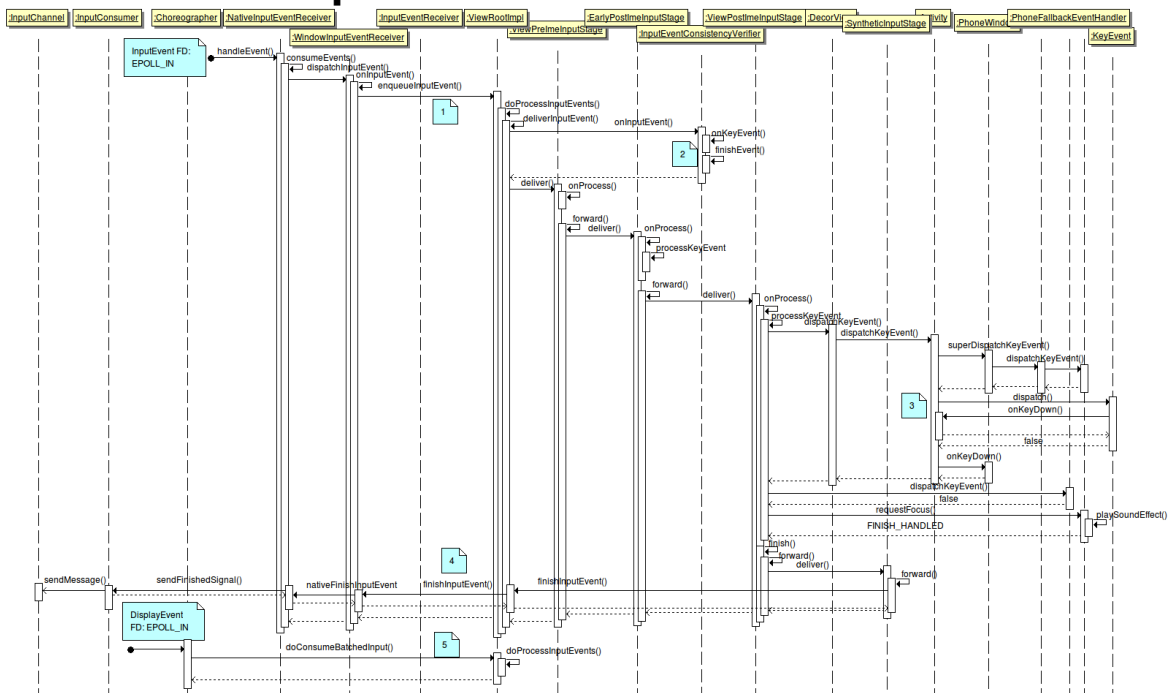 :InputChannel
:InputConsumer
:Choreographer
:NativeInputEventReceiver
:InputEventReceiver
:ViewRootImpl
:EarlyPostImeInputStage
:ViewPostImeInputStage
:DecorVi
:SyntheticInputStage
:PhoneWindo
:PhoneFallbackEventHandler
:WindowInputEventReceiver
:ViewPreImeInputStage
:InputEventConsistencyVerifier
:KeyEvent
InputEvent FD:
EPOLL_IN
handleEvent()
consumeEvents()
dispatchInputEvent()
onInputEvent()
enqueueInputEvent()
1
doProcessInputEvents()
deliverInputEvent()
onInputEvent()
onKeyEvent()
2
finishEvent()
deliver()
onProcess()
forward()
deliver()
onProcess()
processKeyEvent
forward()
deliver()
onProcess()
processKeyEvent
dispatchKeyEvent()
dispatchKeyEvent()
superDispatchKeyEvent()
dispatchKeyEvent()
3
dispatch()
onKeyDown()
false
onKeyDown()
dispatchKeyEvent()
false
requestFocus()
playSoundEffect()
FINISH_HANDLED
finish()
forward()
deliver()
4
forward()
sendMessage()
sendFinishedSignal()
nativeFinishInputEvent
finishInputEvent()
finishInputEvent()
DisplayEvent
FD: EPOLL_IN
doConsumeBatchedInput()
5
doProcessInputEvents()